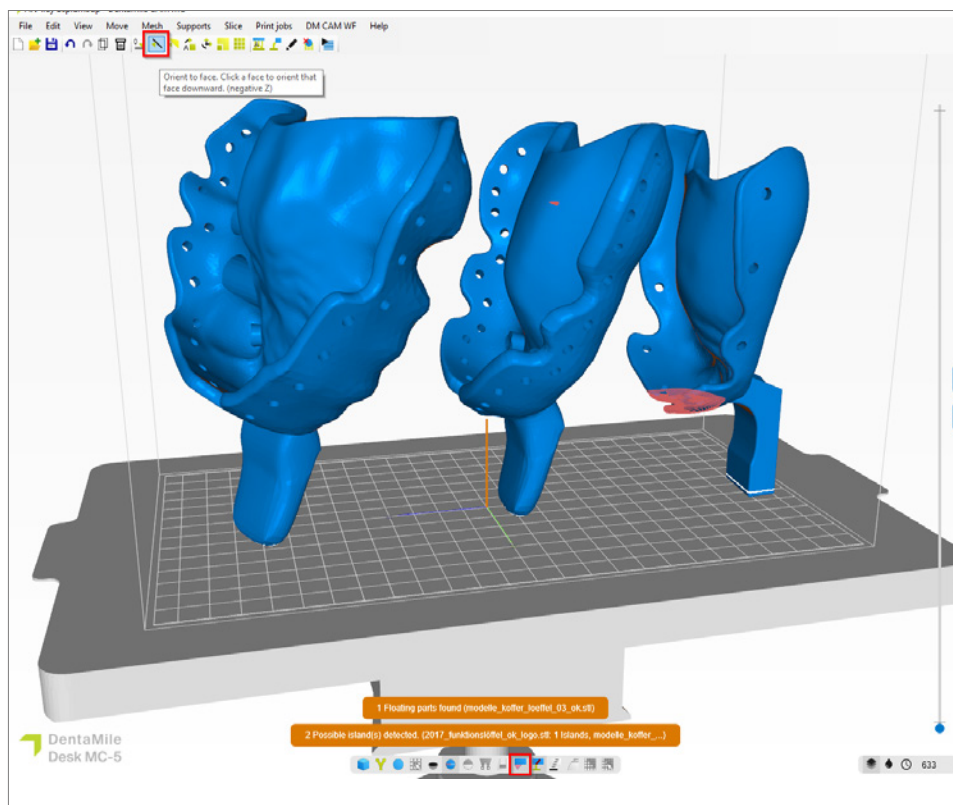 File Edit View Move Mesh Supports Slice Print jobs DM CAM WF Help
Orient to face. Click a face to orient that
face downward. (negative Z)
1 Floating parts found (modelle_koffer_loeffel_03_ok.stl)
2 Possible island(s) detected. (2017_funktionslöffel_ok_logo.stl: 1 Islands, modelle_koffer_...)
DentaMile
Desk MC-5
633